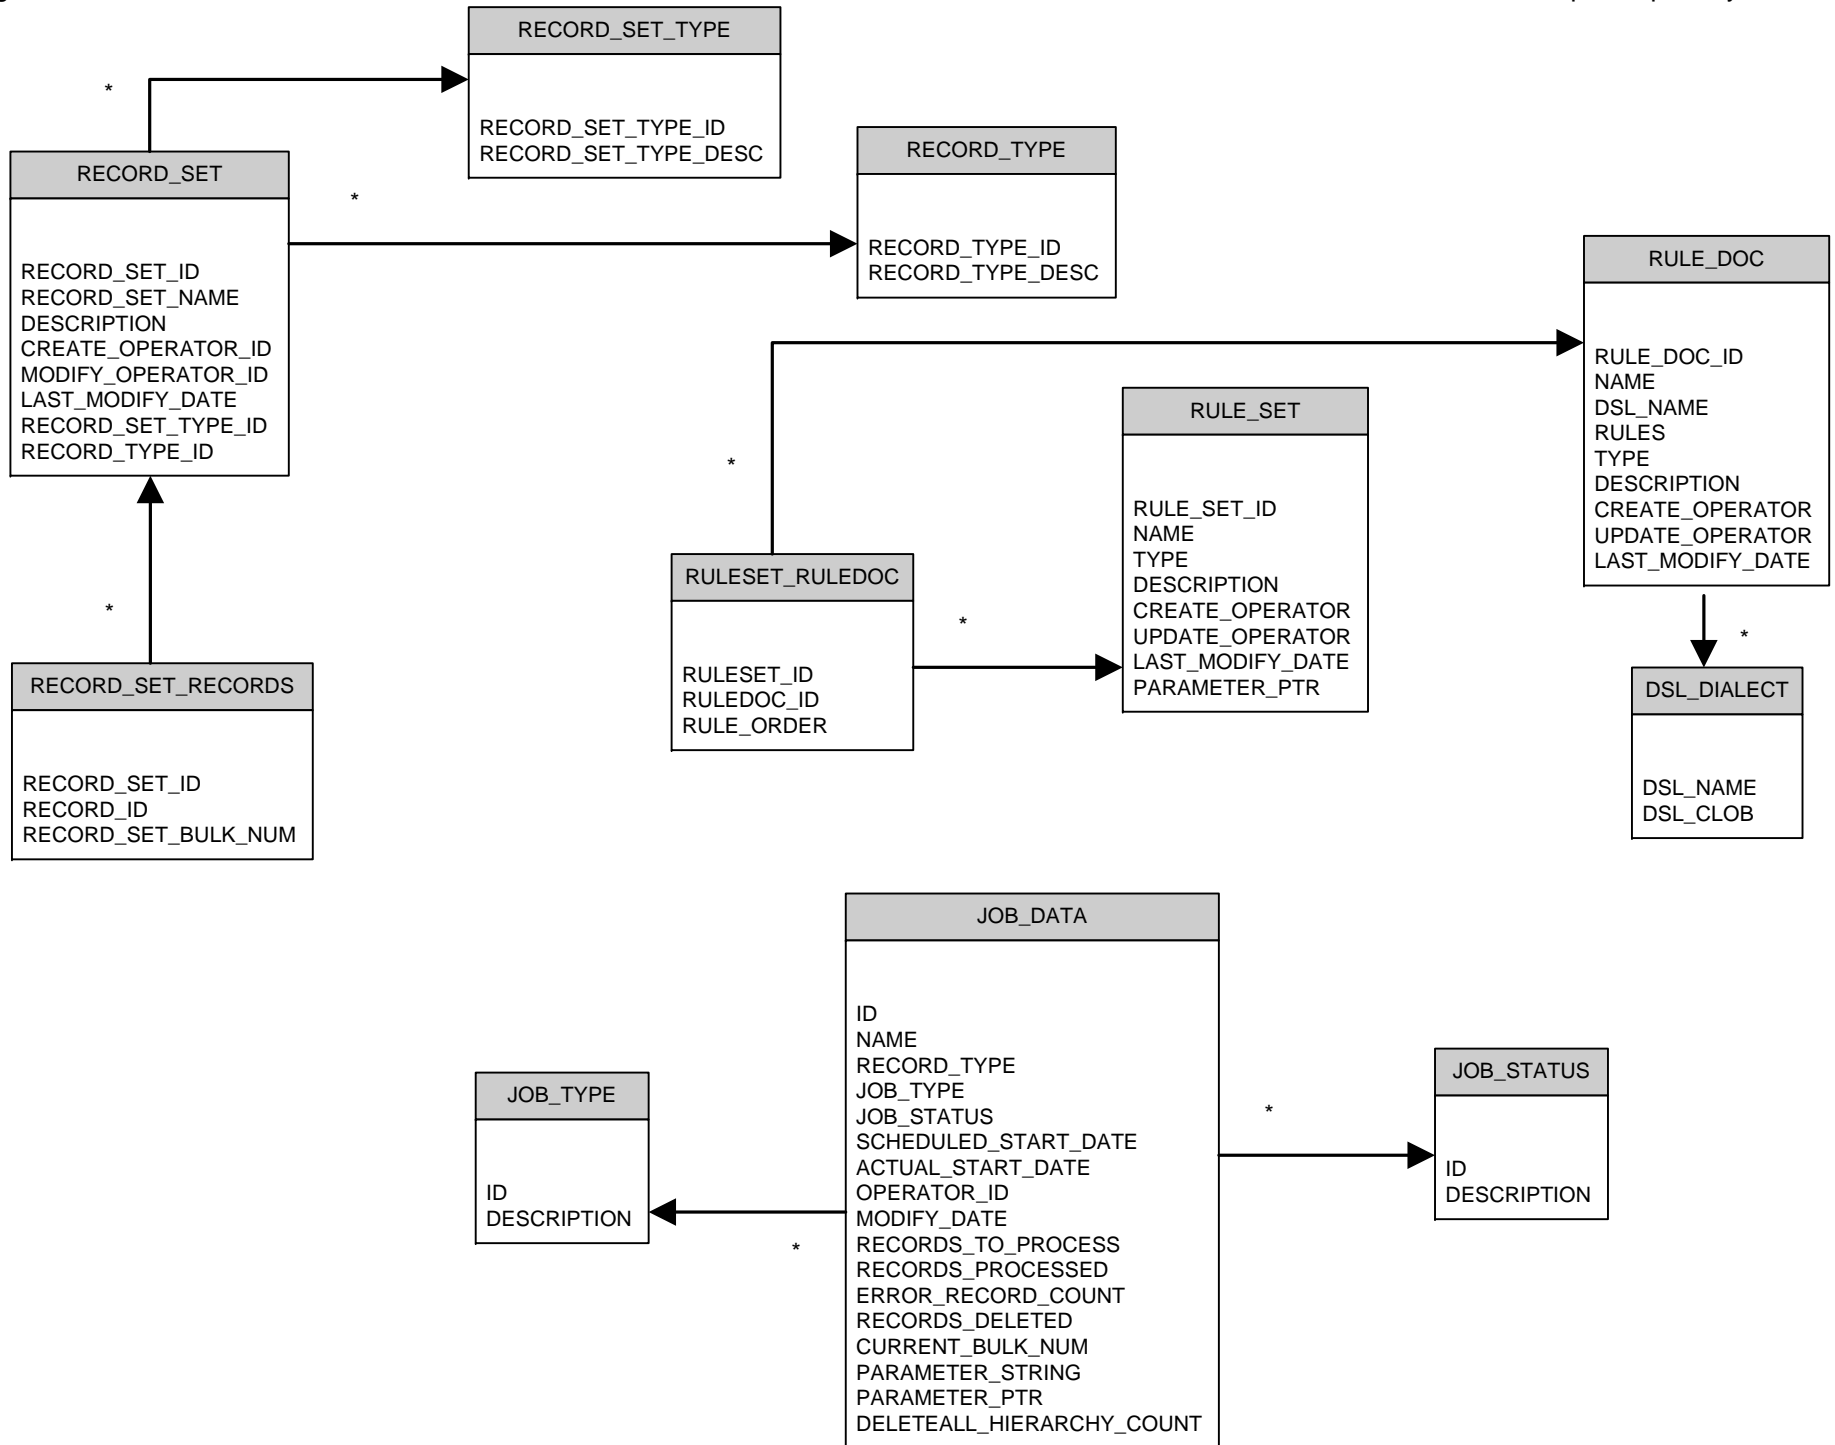 RECORD_SET_TYPE
RECORD_SET_TYPE_ID
RECORD_SET_TYPE_DESC
*
RECORD_TYPE
RECORD_TYPE_ID
RECORD_TYPE_DESC
RECORD_SET
*
RECORD_SET_ID
RECORD_SET_NAME
DESCRIPTION
CREATE_OPERATOR_ID
MODIFY_OPERATOR_ID
LAST_MODIFY_DATE
RECORD_SET_TYPE_ID
RECORD_TYPE_ID
RULE_DOC
RULE_DOC_ID
NAME
DSL_NAME
RULES
TYPE
DESCRIPTION
CREATE_OPERATOR
UPDATE_OPERATOR
LAST_MODIFY_DATE
RULE_SET
RULE_SET_ID
NAME
TYPE
DESCRIPTION
CREATE_OPERATOR
UPDATE_OPERATOR
LAST_MODIFY_DATE
PARAMETER_PTR
*
RULESET_RULEDOC
RULESET_ID
RULEDOC_ID
RULE_ORDER
*
*
RECORD_SET_RECORDS
RECORD_SET_ID
RECORD_ID
RECORD_SET_BULK_NUM
*
DSL_DIALECT
DSL_NAME
DSL_CLOB
JOB_DATA
ID
NAME
RECORD_TYPE
JOB_TYPE
JOB_STATUS
SCHEDULED_START_DATE
ACTUAL_START_DATE
OPERATOR_ID
MODIFY_DATE
RECORDS_TO_PROCESS
RECORDS_PROCESSED
ERROR_RECORD_COUNT
RECORDS_DELETED
CURRENT_BULK_NUM
PARAMETER_STRING
PARAMETER_PTR
DELETEALL_HIERARCHY_COUNT
JOB_TYPE
ID
DESCRIPTION
*
JOB_STATUS
ID
DESCRIPTION
*